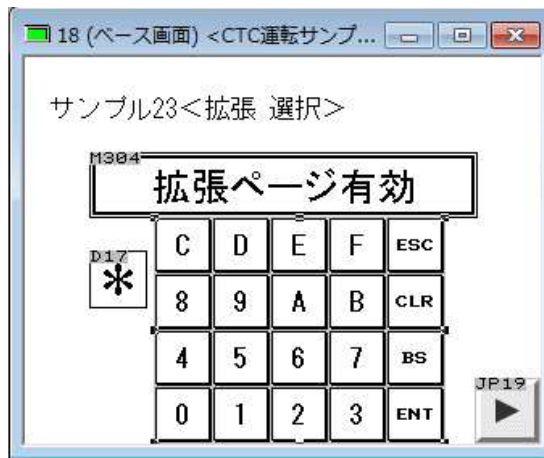 18 (ベース画面) <CTC運転サンプ...
サンプル23<拡張 選択>
M304
拡張ページ有効
D17
*
C D E F ESC
8 9 A B CLR
4 5 6 7 BS
0 1 2 3 ENT
JP19